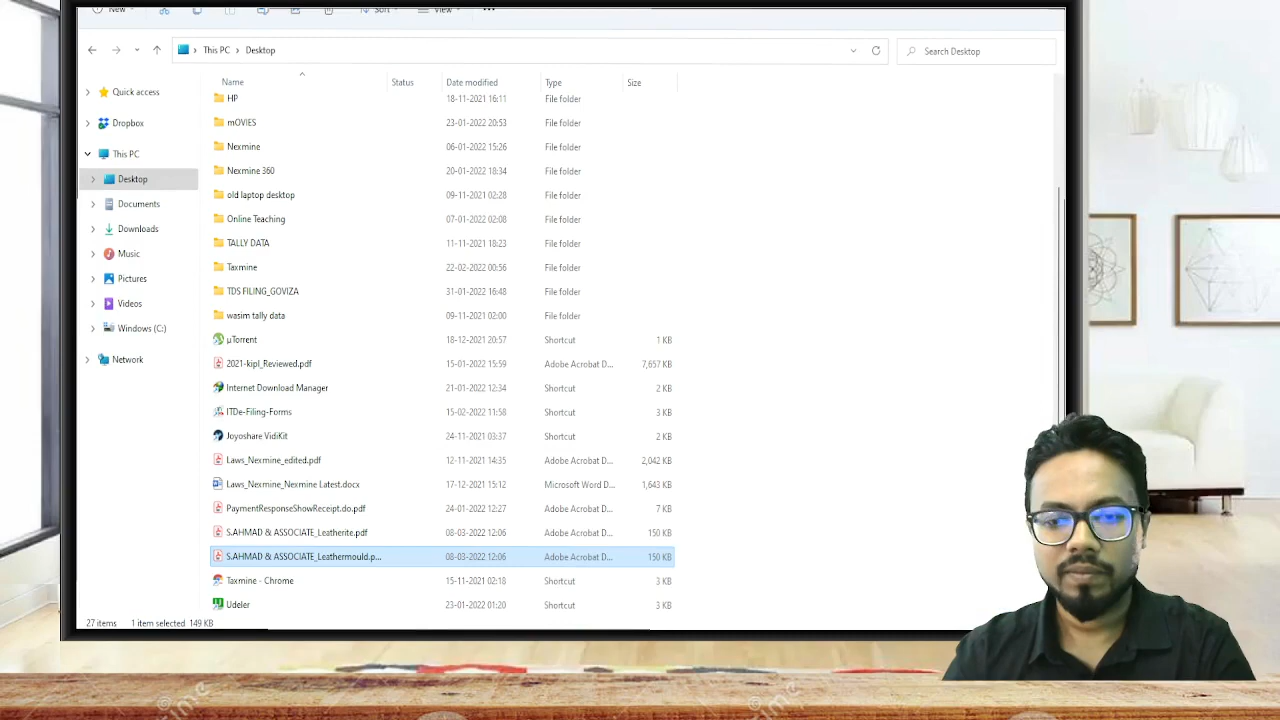 New Sort View
This PC Desktop Search Desktop
Name Status Date modified Type Size
Quick access
Dropbox
This PC
Desktop
Documents
Downloads
Music
Pictures
Videos
Windows (C:)
Network
HP 18-11-2021 16:11 File folder
mOVIES 23-01-2022 20:53 File folder
Nexmine 06-01-2022 15:26 File folder
Nexmine 360 20-01-2022 18:34 File folder
old laptop desktop 09-11-2021 02:28 File folder
Online Teaching 07-01-2022 02:08 File folder
TALLY DATA 11-11-2021 18:23 File folder
Taxmine 22-02-2022 00:56 File folder
TDS FILING_GOVIZA 31-01-2022 16:48 File folder
wasim tally data 09-11-2021 02:00 File folder
µTorrent 18-12-2021 20:57 Shortcut 1 KB
2021-kipl_Reviewed.pdf 15-01-2022 15:59 Adobe Acrobat D... 7,657 KB
Internet Download Manager 21-01-2022 12:34 Shortcut 2 KB
ITDe-Filing-Forms 15-02-2022 11:58 Shortcut 3 KB
Joyoshare VidiKit 24-11-2021 03:37 Shortcut 2 KB
Laws_Nexmine_edited.pdf 12-11-2021 14:35 Adobe Acrobat D... 2,042 KB
Laws_Nexmine_Nexmine Latest.docx 17-12-2021 15:12 Microsoft Word D... 1,643 KB
PaymentResponseShowReceipt.do.pdf 24-01-2022 12:27 Adobe Acrobat D... 7 KB
S.AHMAD & ASSOCIATE_Leatherite.pdf 08-03-2022 12:06 Adobe Acrobat D... 150 KB
S.AHMAD & ASSOCIATE_Leathermould.p... 08-03-2022 12:06 Adobe Acrobat D... 150 KB
Taxmine - Chrome 15-11-2021 02:18 Shortcut 3 KB
Udeler 23-01-2022 01:20 Shortcut 3 KB
27 items 1 item selected 149 KB